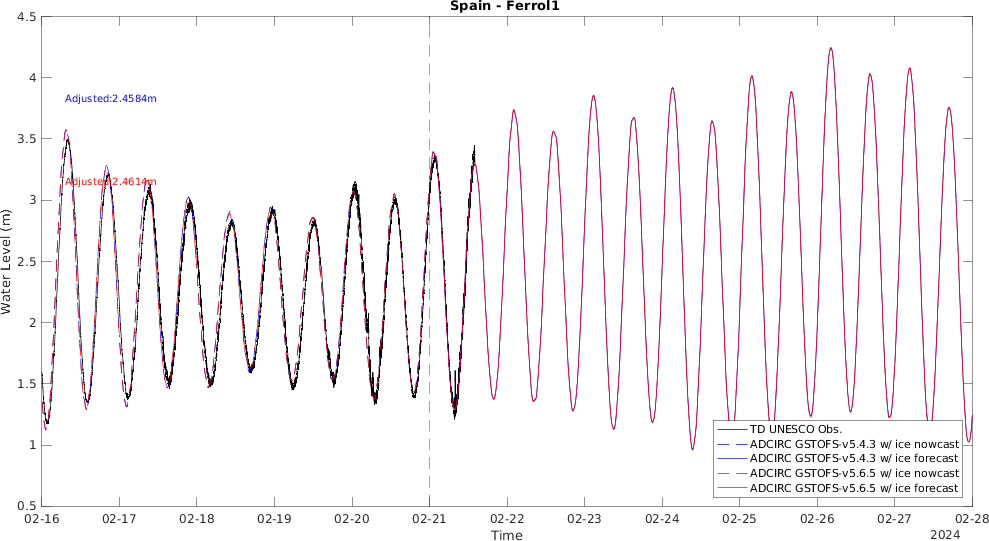 Spain - Ferrol1
4.5
4
3.5
3
2.5
2
1.5
1
0.5
Water Level (m)
Adjusted:2.4584m
Adjusted:2.4614m
TD UNESCO Obs.
ADCIRC GSTOFS-v5.4.3 w/ ice nowcast
ADCIRC GSTOFS-v5.4.3 w/ ice forecast
ADCIRC GSTOFS-v5.6.5 w/ ice nowcast
ADCIRC GSTOFS-v5.6.5 w/ ice forecast
02-16 02-17 02-18 02-19 02-20 02-21 02-22 02-23 02-24 02-25 02-26 02-27 02-28
Time
2024